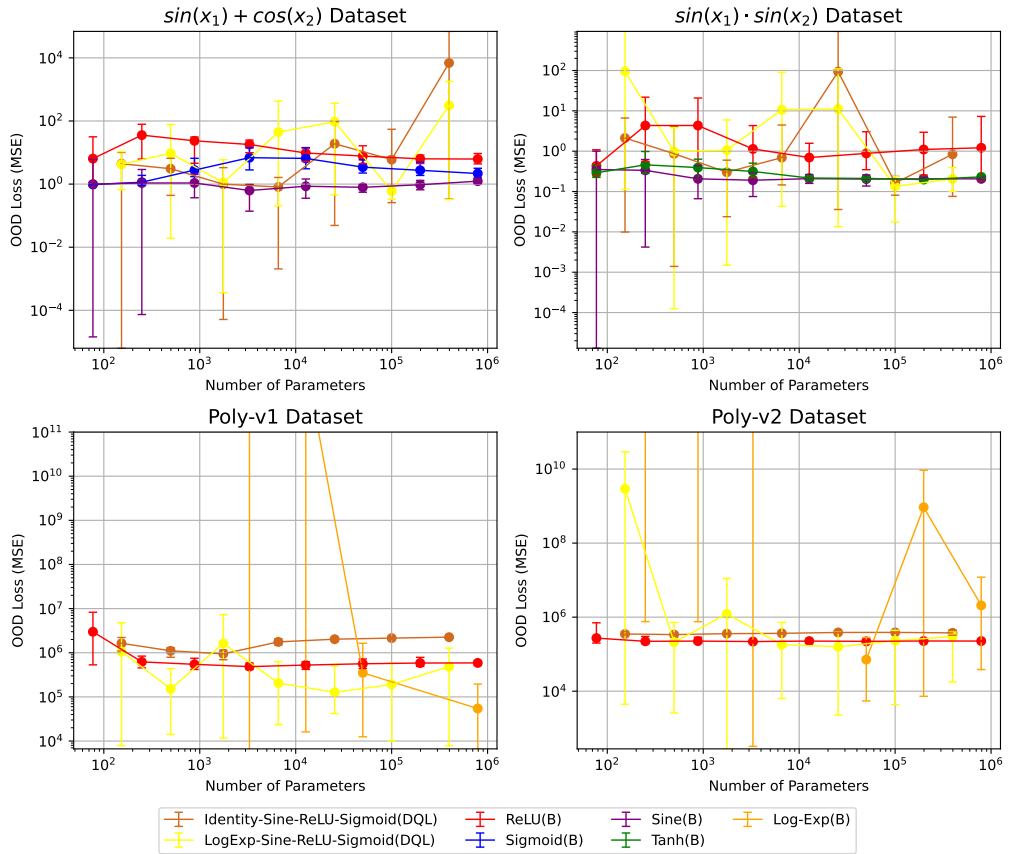 sin(x₁) + cos(x₂) Dataset
OOD Loss (MSE)
10⁴
10²
10⁰
10⁻²
10⁻⁴
10² 10³ 10⁴ 10⁵ 10⁶
Number of Parameters
sin(x₁) · sin(x₂) Dataset
OOD Loss (MSE)
10²
10¹
10⁰
10⁻¹
10⁻²
10⁻³
10⁻⁴
10² 10³ 10⁴ 10⁵ 10⁶
Number of Parameters
Poly-v1 Dataset
OOD Loss (MSE)
10¹¹
10¹⁰
10⁹
10⁸
10⁷
10⁶
10⁵
10⁴
10² 10³ 10⁴ 10⁵ 10⁶
Number of Parameters
Poly-v2 Dataset
OOD Loss (MSE)
10¹⁰
10⁸
10⁶
10⁴
10² 10³ 10⁴ 10⁵ 10⁶
Number of Parameters
Identity-Sine-ReLU-Sigmoid(DQL)
LogExp-Sine-ReLU-Sigmoid(DQL)
ReLU(B)
Sigmoid(B)
Sine(B)
Tanh(B)
Log-Exp(B)